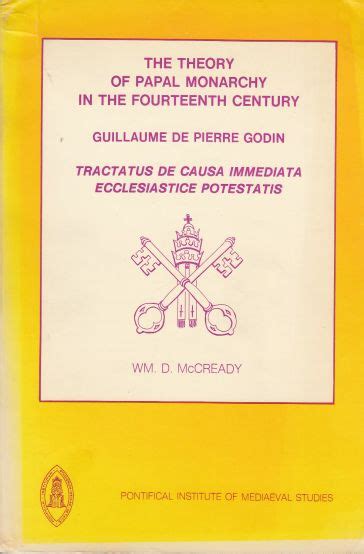 THE THEORY
OF PAPAL MONARCHY
IN THE FOURTEENTH CENTURY
GUILLAUME DE PIERRE GODIN
TRACTATUS DE CAUSA IMMEDIATA
ECCLESIASTICE POTESTATIS
WM. D. McCREADY
PONTIFICAL INSTITUTE OF MEDIAEVAL STUDIES